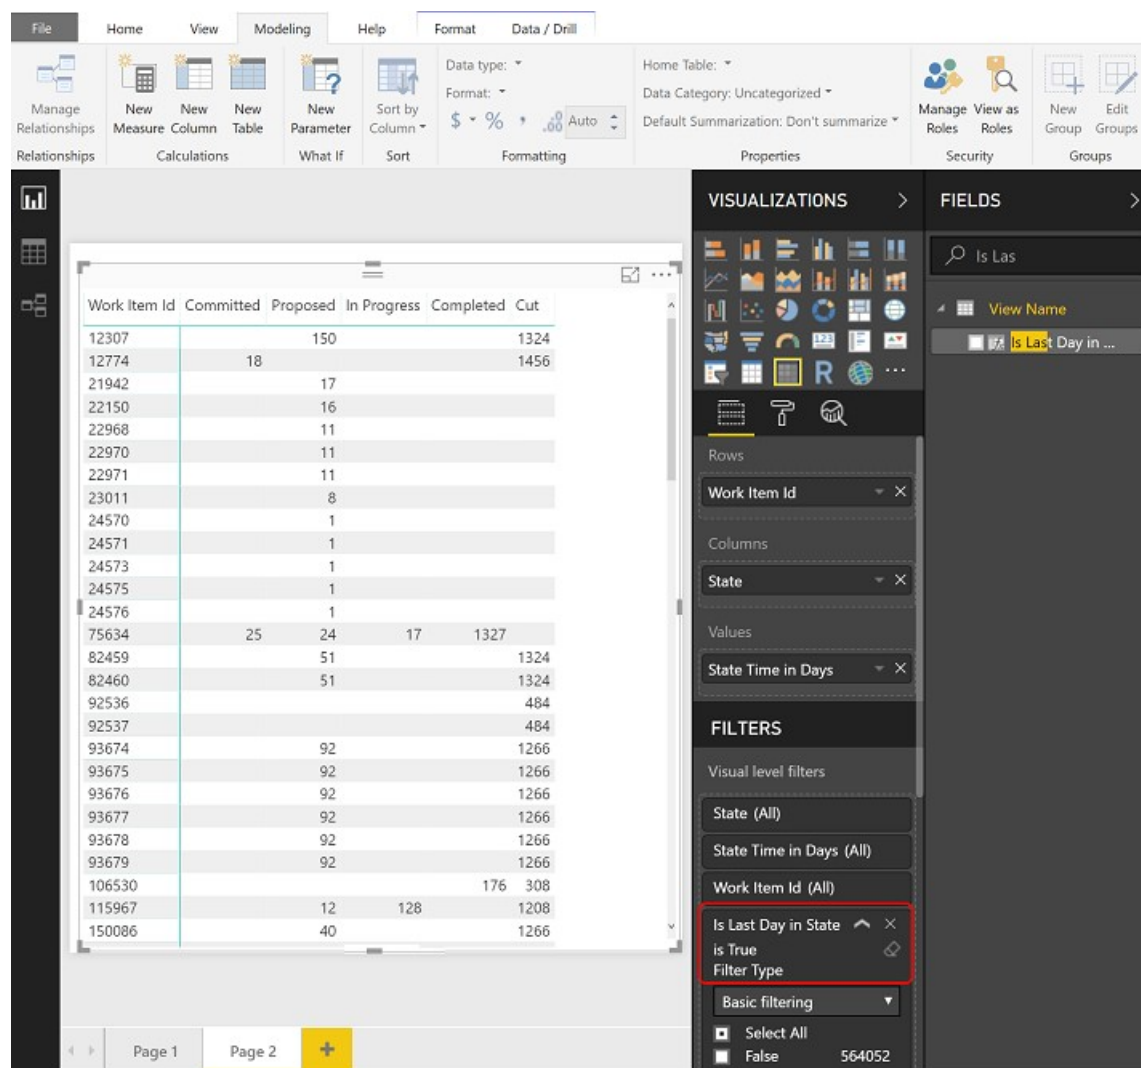 File Home View Modeling Help Format Data / Drill
Manage Relationships
New Measure
New Column
New Table
New Parameter
Sort by Column
Data type:
Format:
$ % , .00 Auto
Home Table:
Data Category: Uncategorized
Default Summarization: Don't summarize
Manage Roles
View as Roles
New Group
Edit Groups
Relationships Calculations What If Sort Formatting Properties Security Groups
VISUALIZATIONS
FIELDS
Is Las
View Name
Is Last Day in ...
Work Item Id Committed Proposed In Progress Completed Cut
12307 150 1324
12774 18 1456
21942 17
22150 16
22968 11
22970 11
22971 11
23011 8
24570 1
24571 1
24573 1
24575 1
24576 1
75634 25 24 17 1327
82459 51 1324
82460 51 1324
92536 484
92537 484
93674 92 1266
93675 92 1266
93676 92 1266
93677 92 1266
93678 92 1266
93679 92 1266
106530 176 308
115967 12 128 1208
150086 40 1266
123
R
Rows
Work Item Id
Columns
State
Values
State Time in Days
FILTERS
Visual level filters
State (All)
State Time in Days (All)
Work Item Id (All)
Is Last Day in State
is True
Filter Type
Basic filtering
Select All
False 564052
Page 1 Page 2 +